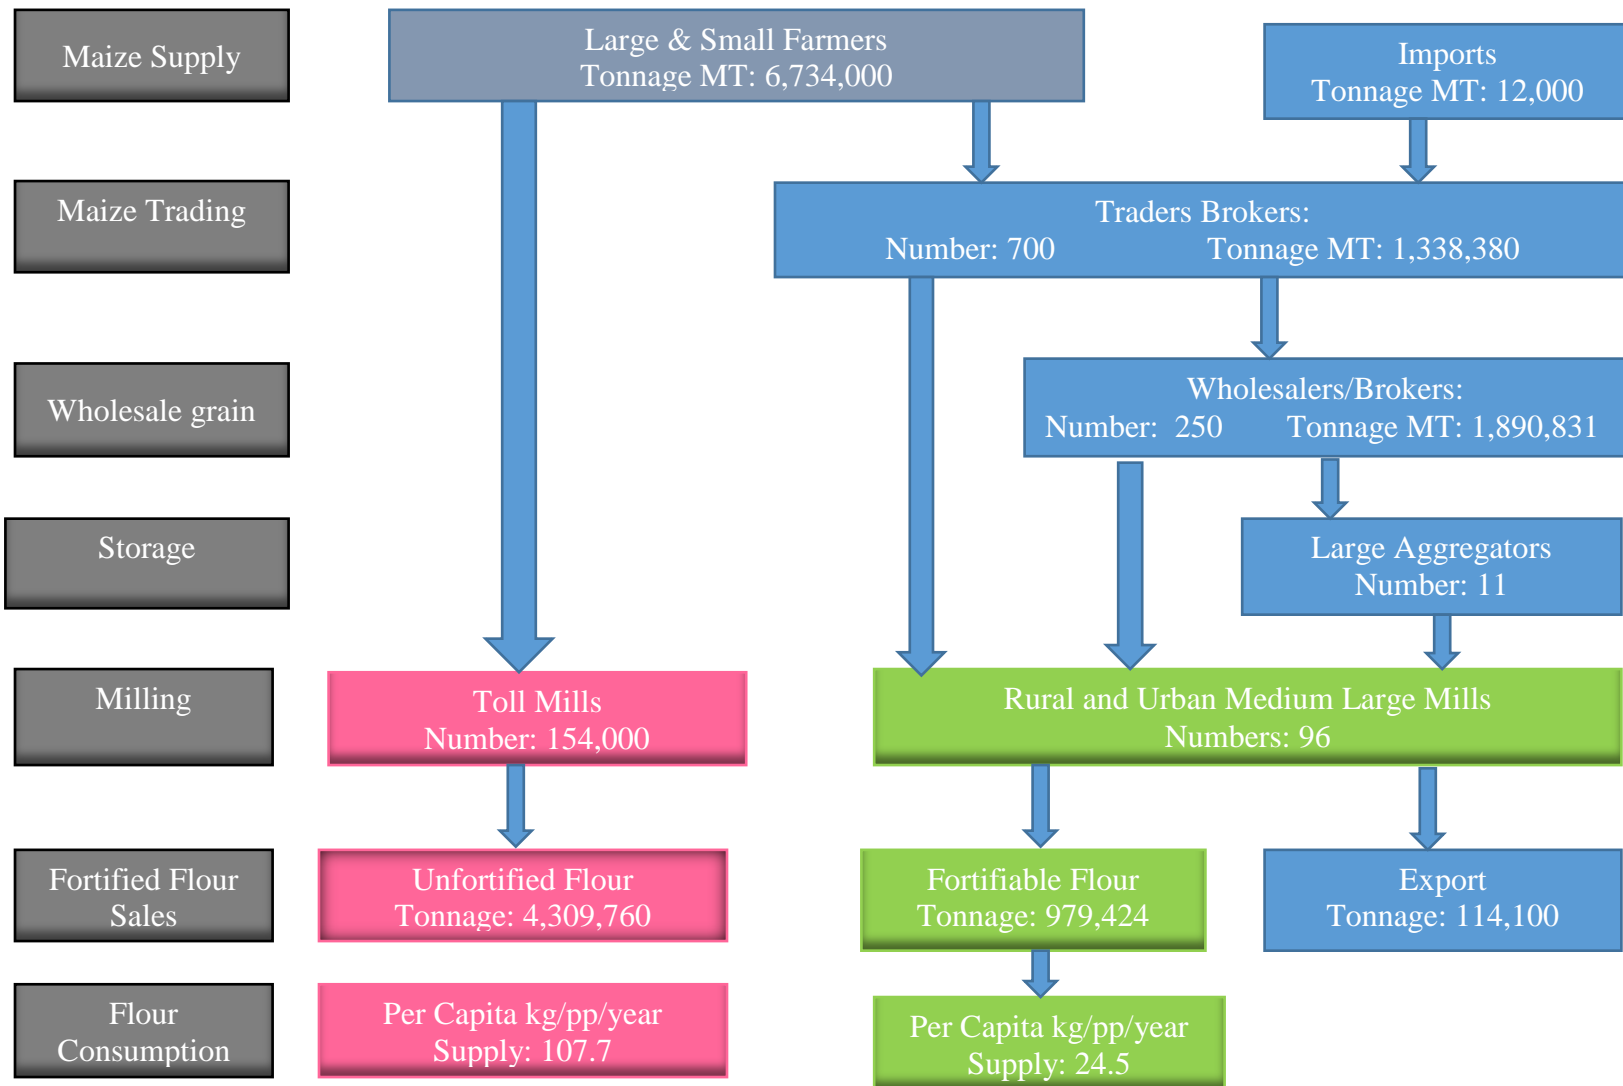 Maize Supply
Large & Small Farmers
Tonnage MT: 6,734,000
Imports
Tonnage MT: 12,000
Maize Trading
Traders Brokers:
Number: 700 Tonnage MT: 1,338,380
Wholesale grain
Wholesalers/Brokers:
Number: 250 Tonnage MT: 1,890,831
Storage
Large Aggregators
Number: 11
Milling
Toll Mills
Number: 154,000
Rural and Urban Medium Large Mills
Numbers: 96
Fortified Flour
Sales
Unfortified Flour
Tonnage: 4,309,760
Fortifiable Flour
Tonnage: 979,424
Export
Tonnage: 114,100
Flour
Consumption
Per Capita kg/pp/year
Supply: 107.7
Per Capita kg/pp/year
Supply: 24.5